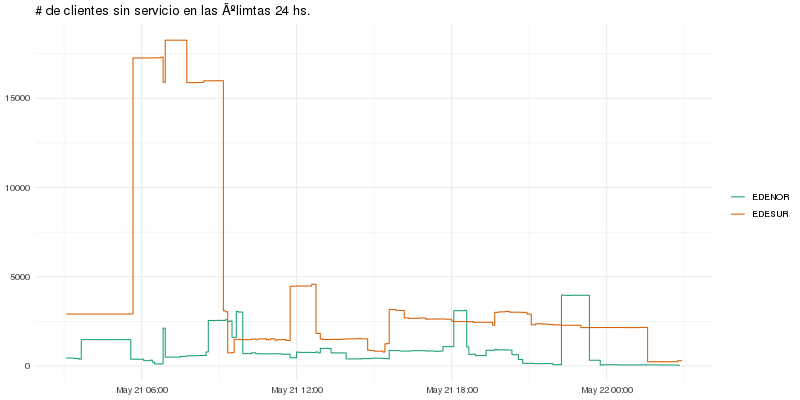 # de clientes sin servicio en las Ãºlimtas 24 hs.
15000
10000
5000
0
May 21 06:00
May 21 12:00
May 21 18:00
May 22 00:00
EDENOR
EDESUR